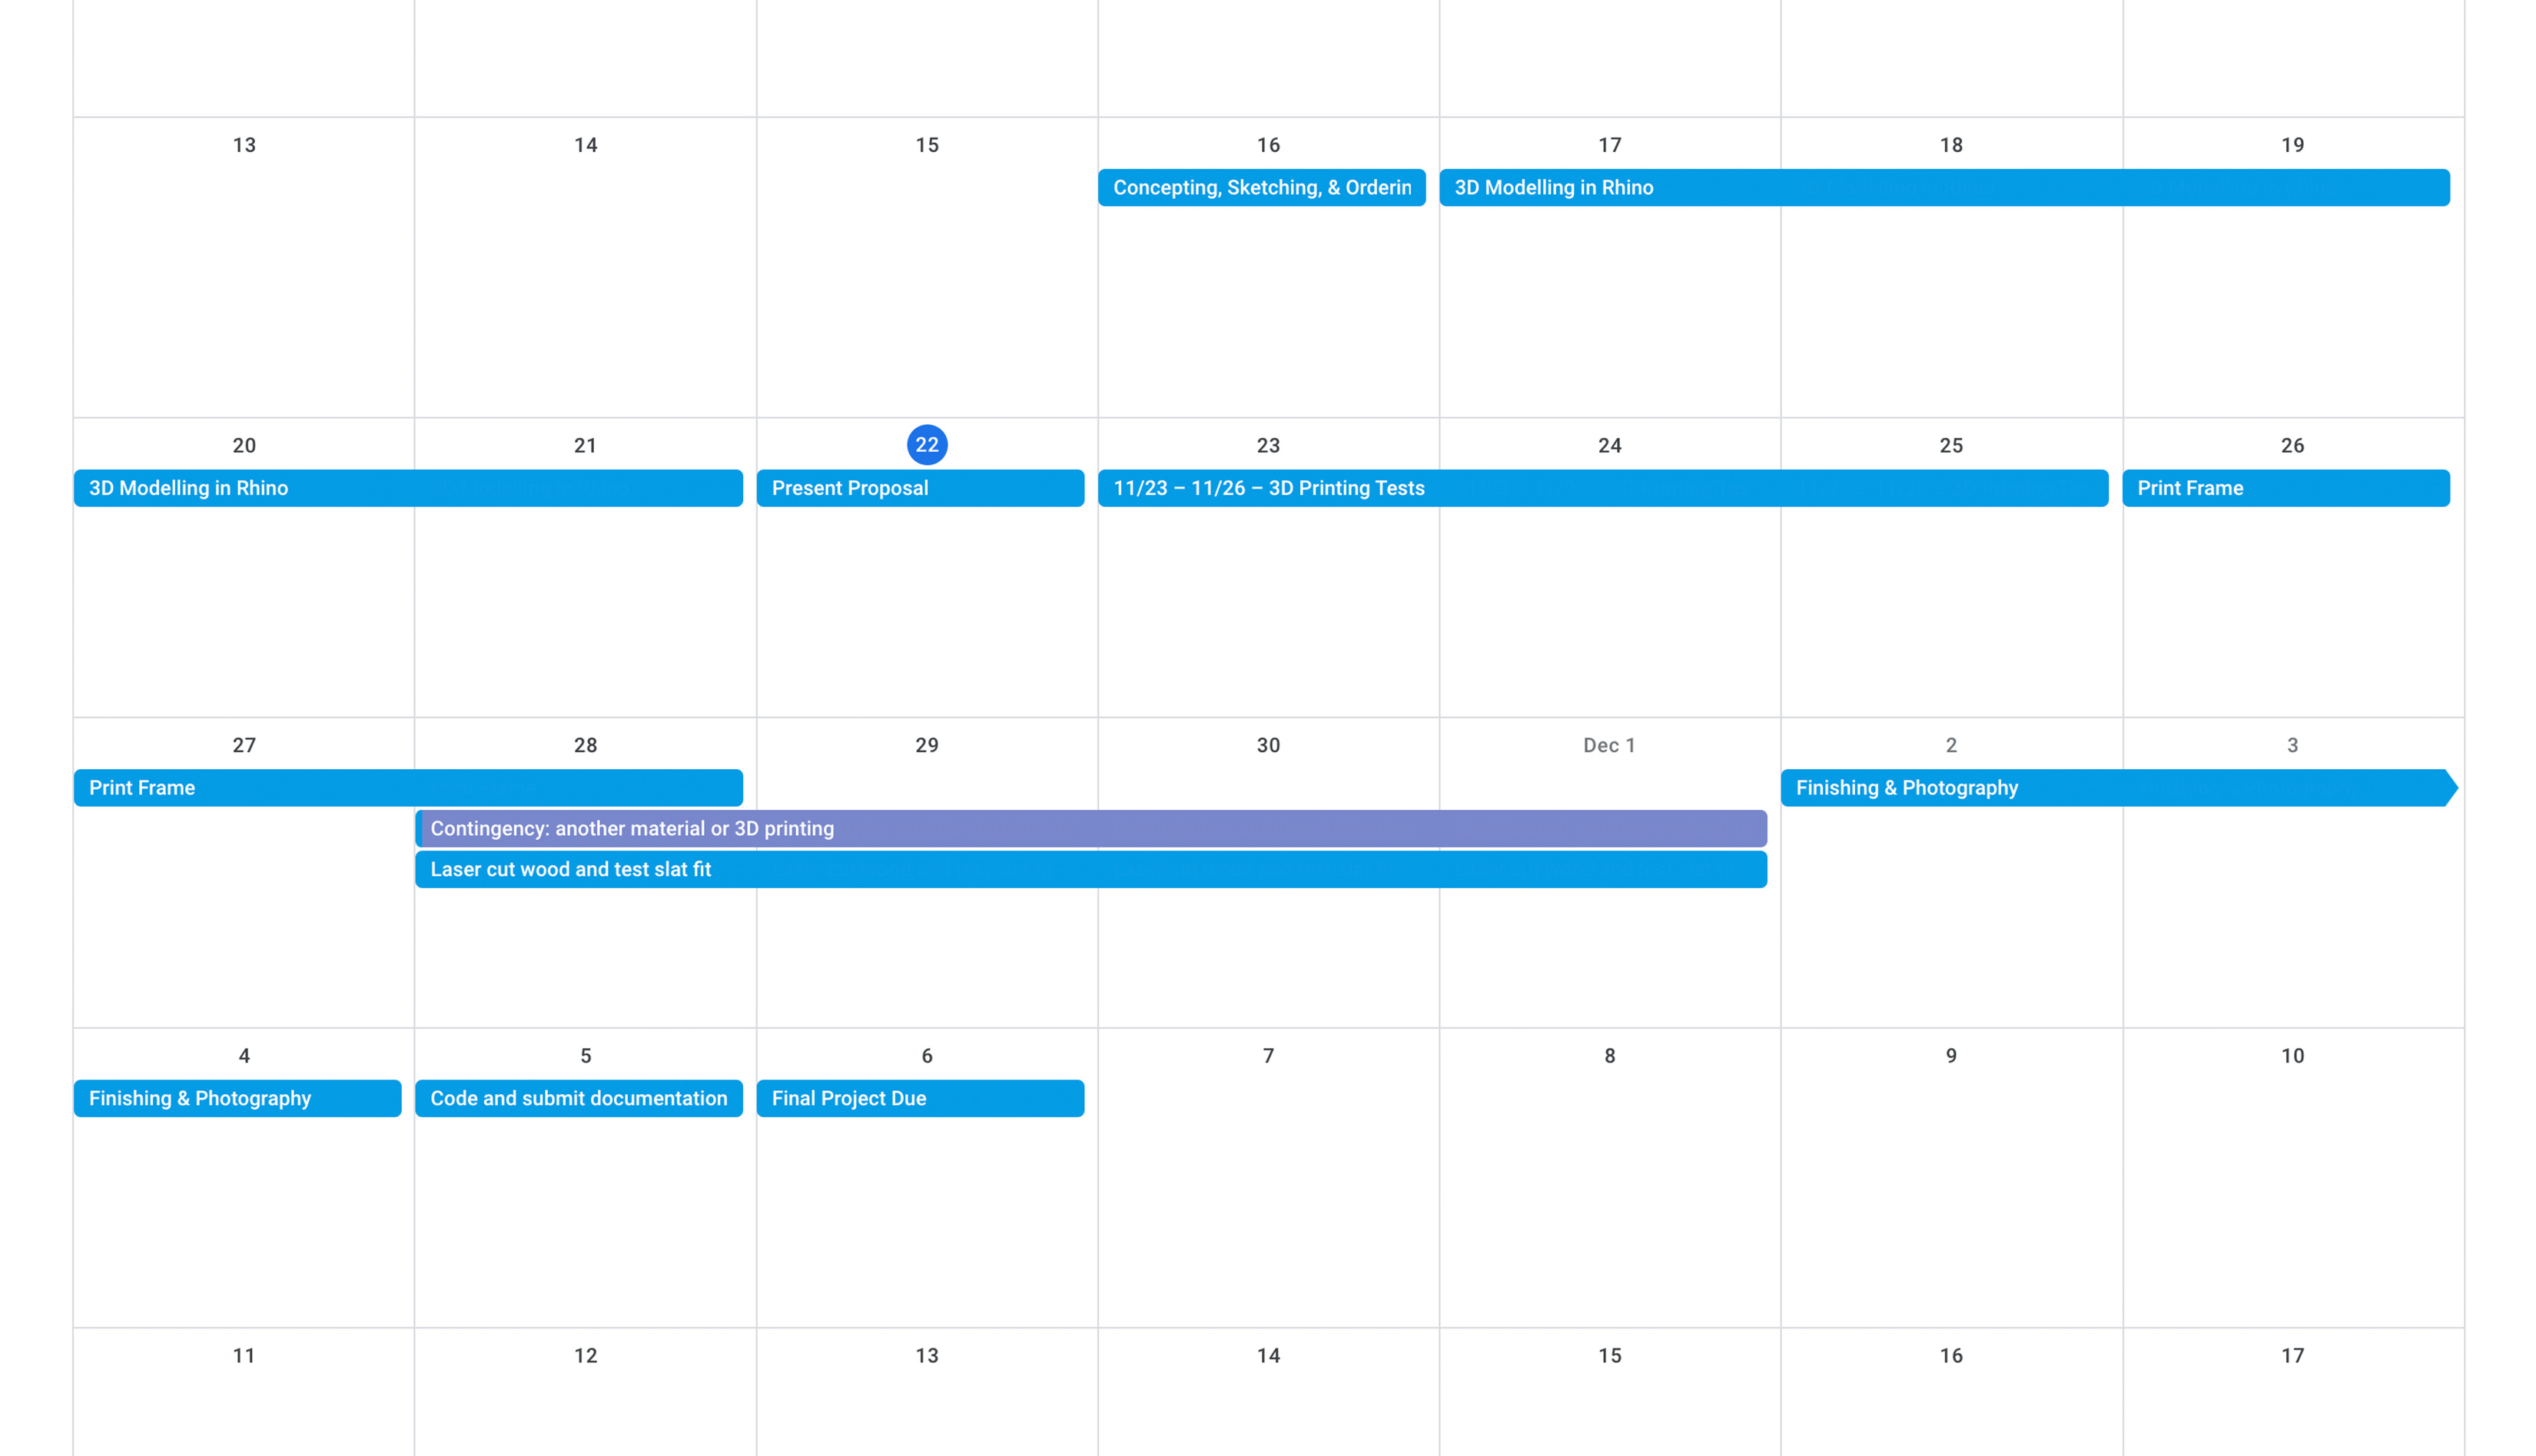 13 14 15 16 17 18 19
Concepting, Sketching, & Orderin 3D Modelling in Rhino
20 21 22 23 24 25 26
3D Modelling in Rhino Present Proposal 11/23 – 11/26 – 3D Printing Tests Print Frame
27 28 29 30 Dec 1 2 3
Print Frame Finishing & Photography
Contingency: another material or 3D printing
Laser cut wood and test slat fit
4 5 6 7 8 9 10
Finishing & Photography Code and submit documentation Final Project Due
11 12 13 14 15 16 17